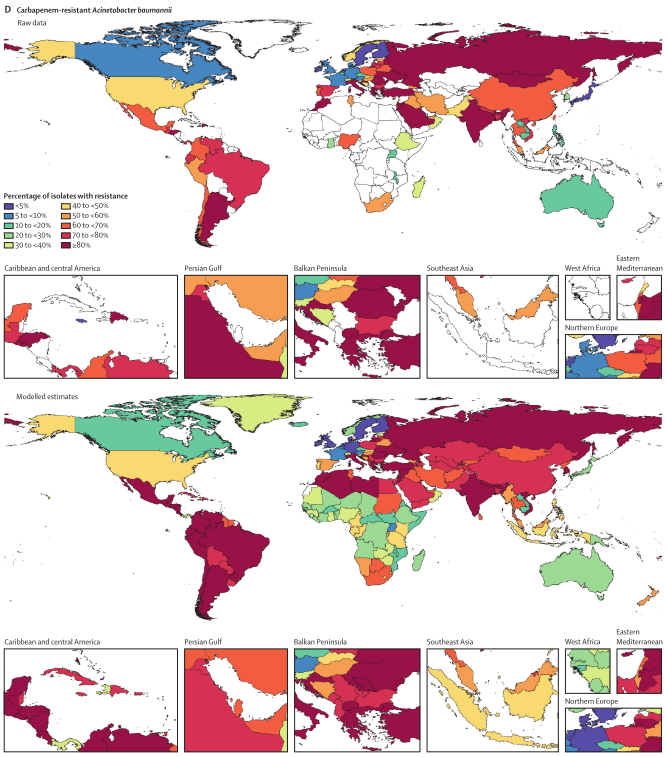 D Carbapenem-resistant Acinetobacter baumannii
Raw data
Percentage of isolates with resistance
<5% 40 to <50%
5 to <10% 50 to <60%
10 to <20% 60 to <70%
20 to <30% 70 to <80%
30 to <40% ≥80%
Caribbean and central America Persian Gulf Balkan Peninsula Southeast Asia West Africa Eastern Mediterranean
Northern Europe
Modelled estimates
Caribbean and central America Persian Gulf Balkan Peninsula Southeast Asia West Africa Eastern Mediterranean
Northern Europe